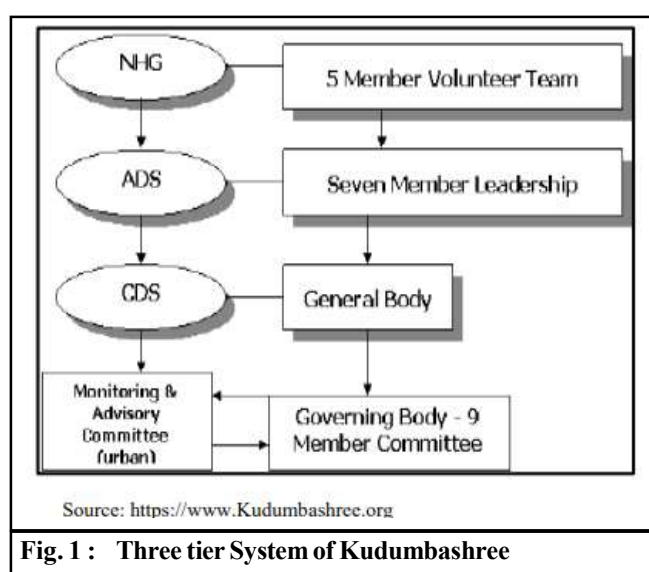 NHG
5 Member Volunteer Team
ADS
Seven Member Leadership
CDS
General Body
Monitoring &
Advisory
Committee
(urban)
Governing Body - 9
Member Committee
Source: https://www.Kudumbashree.org
Fig. 1 : Three tier System of Kudumbashree